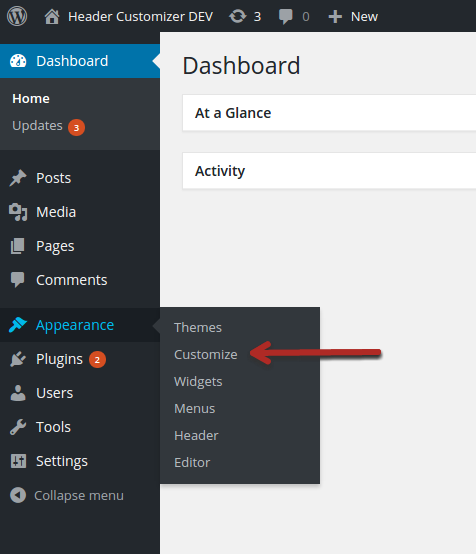 Header Customizer DEV 3 0 New
Dashboard
Home
Updates 3
Posts
Media
Pages
Comments
Appearance
Plugins 2
Users
Tools
Settings
Collapse menu
Themes
Customize
Widgets
Menus
Header
Editor
Dashboard
At a Glance
Activity